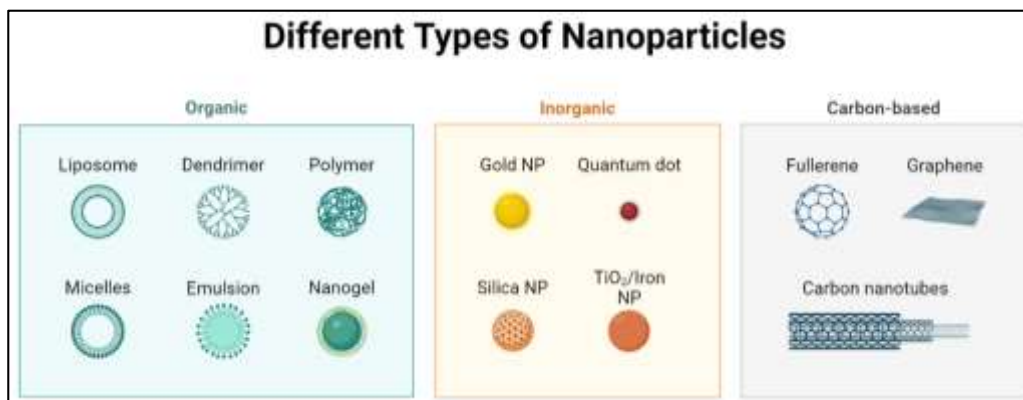 Different Types of Nanoparticles
Organic
Inorganic
Carbon-based
Liposome
Dendrimer
Polymer
Gold NP
Quantum dot
Fullerene
Graphene
Micelles
Emulsion
Nanogel
Silica NP
TiO₂/Iron
NP
Carbon nanotubes